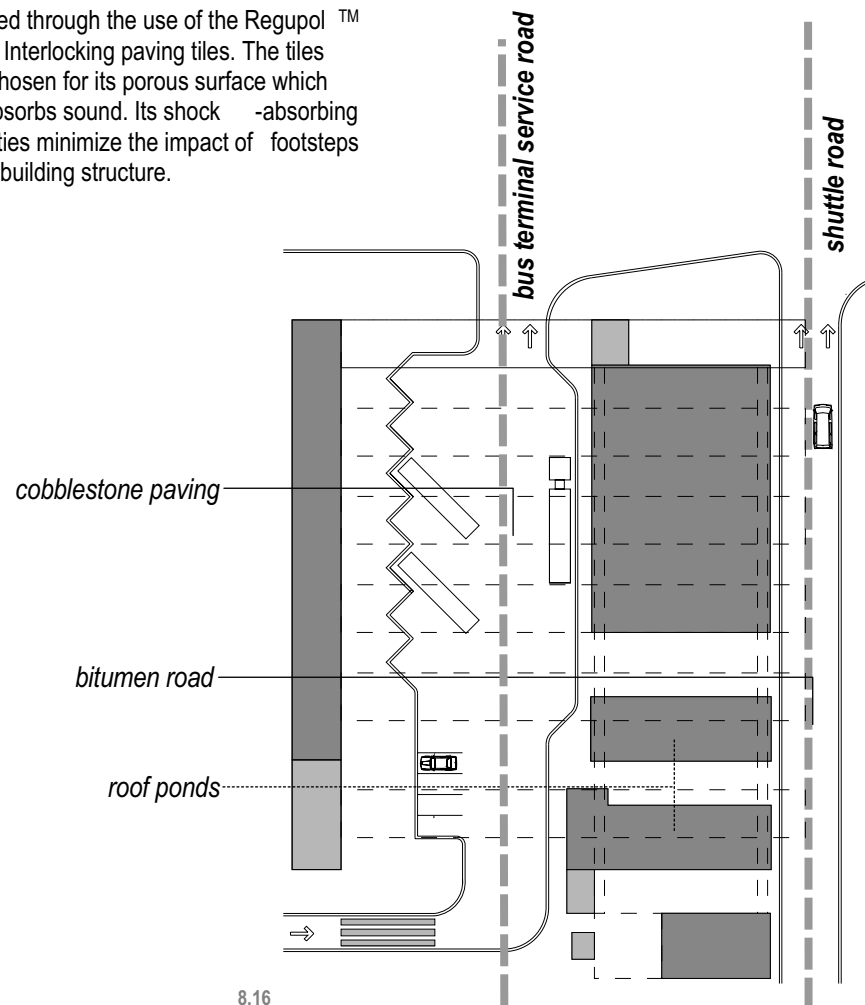 ed through the use of the Regupol ™
Interlocking paving tiles. The tiles
hosen for its porous surface which
bsorbs sound. Its shock -absorbing
ties minimize the impact of footsteps
building structure.
bus terminal service road
shuttle road
cobblestone paving
bitumen road
roof ponds
8.16